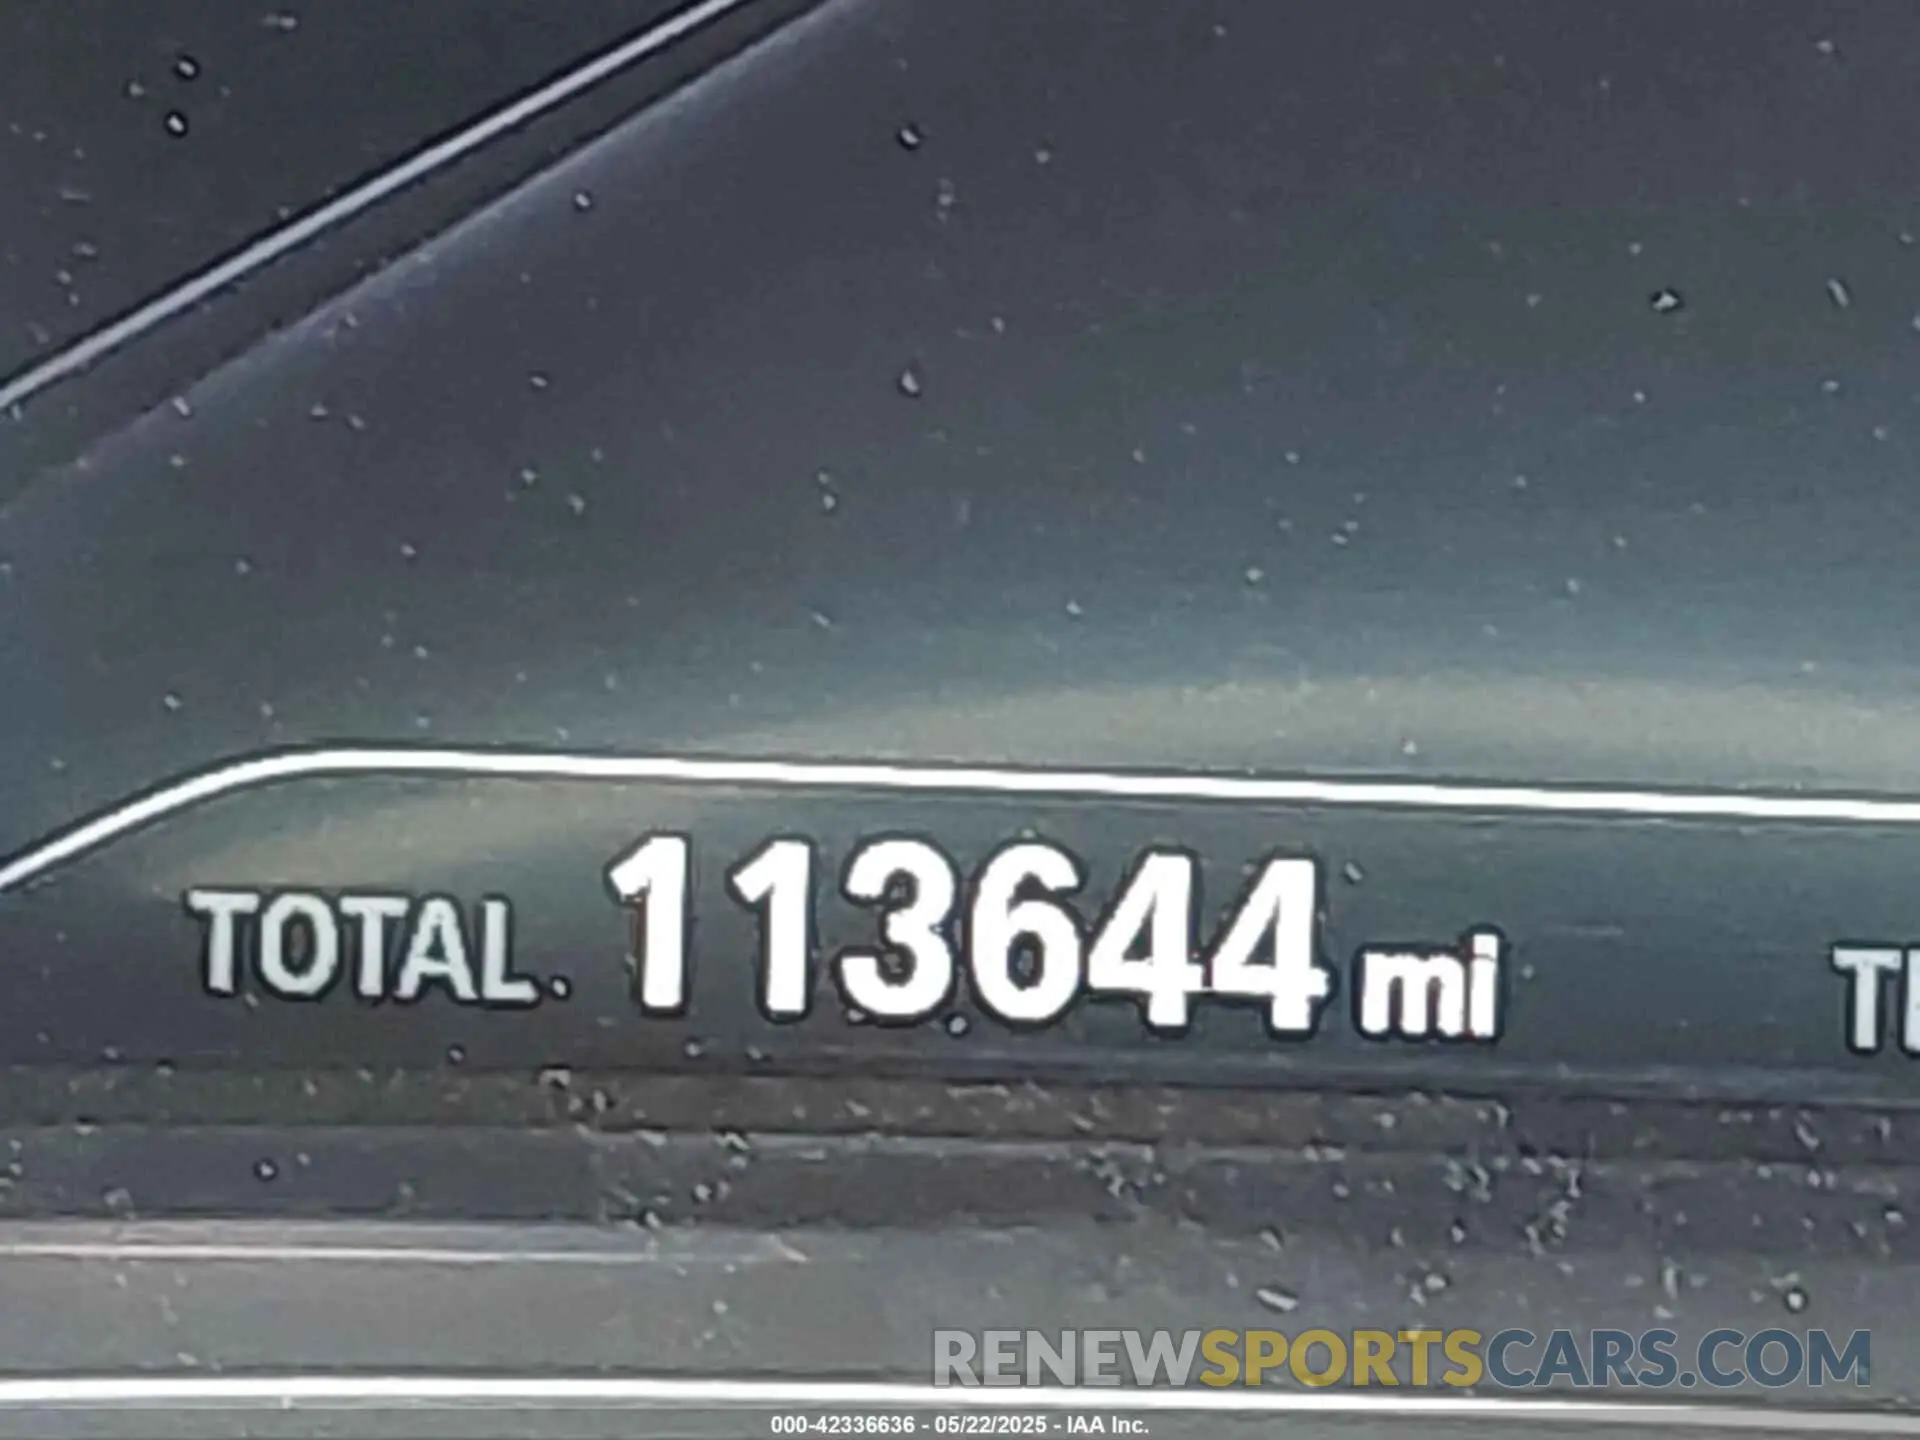 TOTAL. 113644 mi
RENEWSPORTSCARS.COM
000-42336636 - 05/22/2025 - IAA Inc.